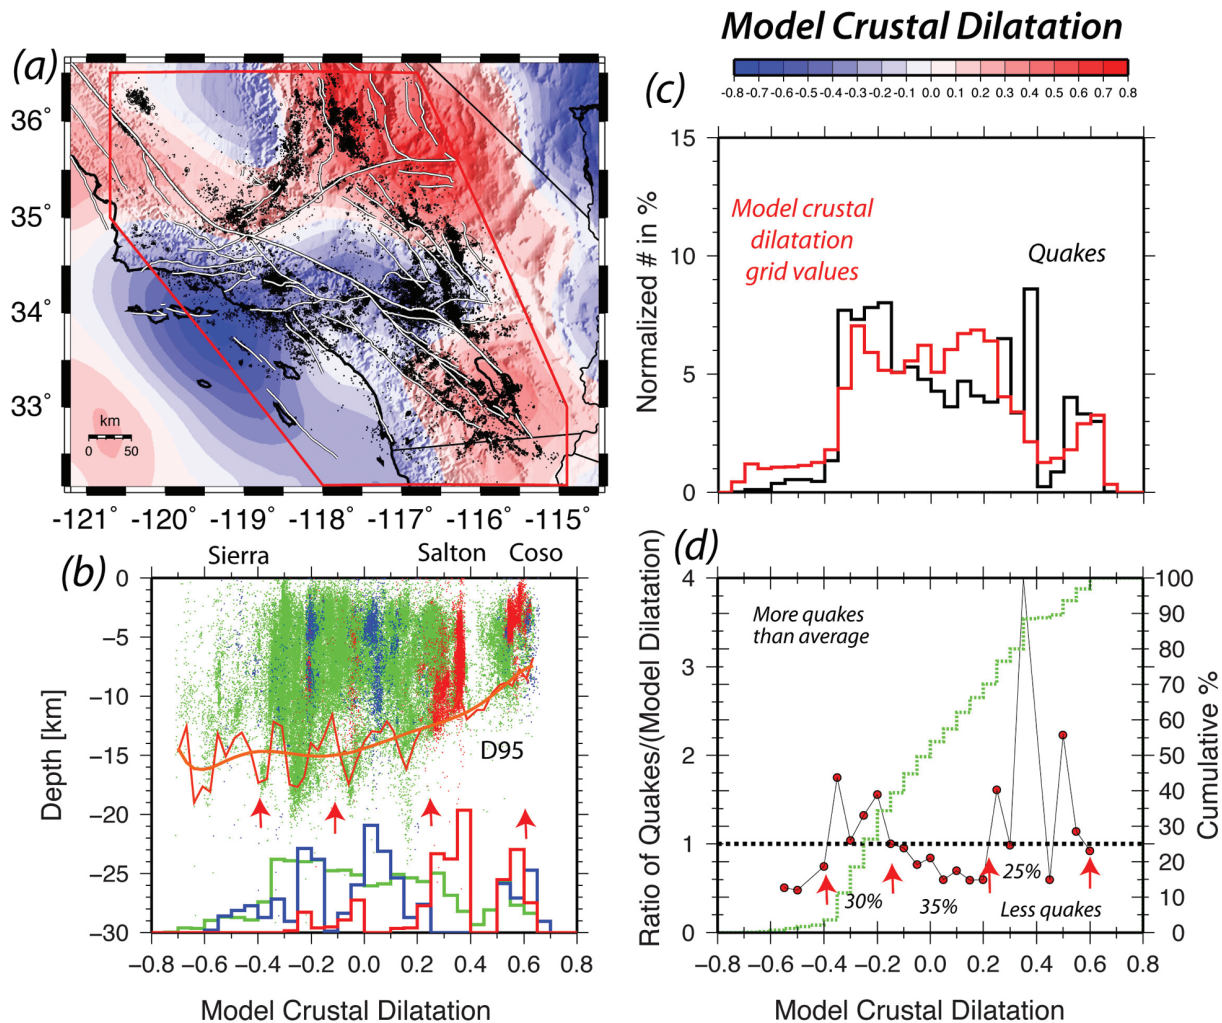 Model Crustal Dilatation
-0.8 -0.7 -0.6 -0.5 -0.4 -0.3 -0.2 -0.1 0.0 0.1 0.2 0.3 0.4 0.5 0.6 0.7 0.8
(a)
36°
35°
34°
33°
km
0 50
-121° -120° -119° -118° -117° -116° -115°
(c)
15
10
5
0
Normalized # in %
Model crustal
dilatation
grid values
Quakes
(b)
Sierra Salton Coso
0
−5
−10
−15
−20
−25
−30
Depth [km]
D95
−0.8 −0.6 −0.4 −0.2 0.0 0.2 0.4 0.6 0.8
Model Crustal Dilatation
(d)
4
3
2
1
0
Ratio of Quakes/(Model Dilatation)
More quakes
than average
30%
35%
25%
Less quakes
100
90
80
70
60
50
40
30
20
10
0
Cumulative %
−0.8 −0.6 −0.4 −0.2 0.0 0.2 0.4 0.6 0.8
Model Crustal Dilatation